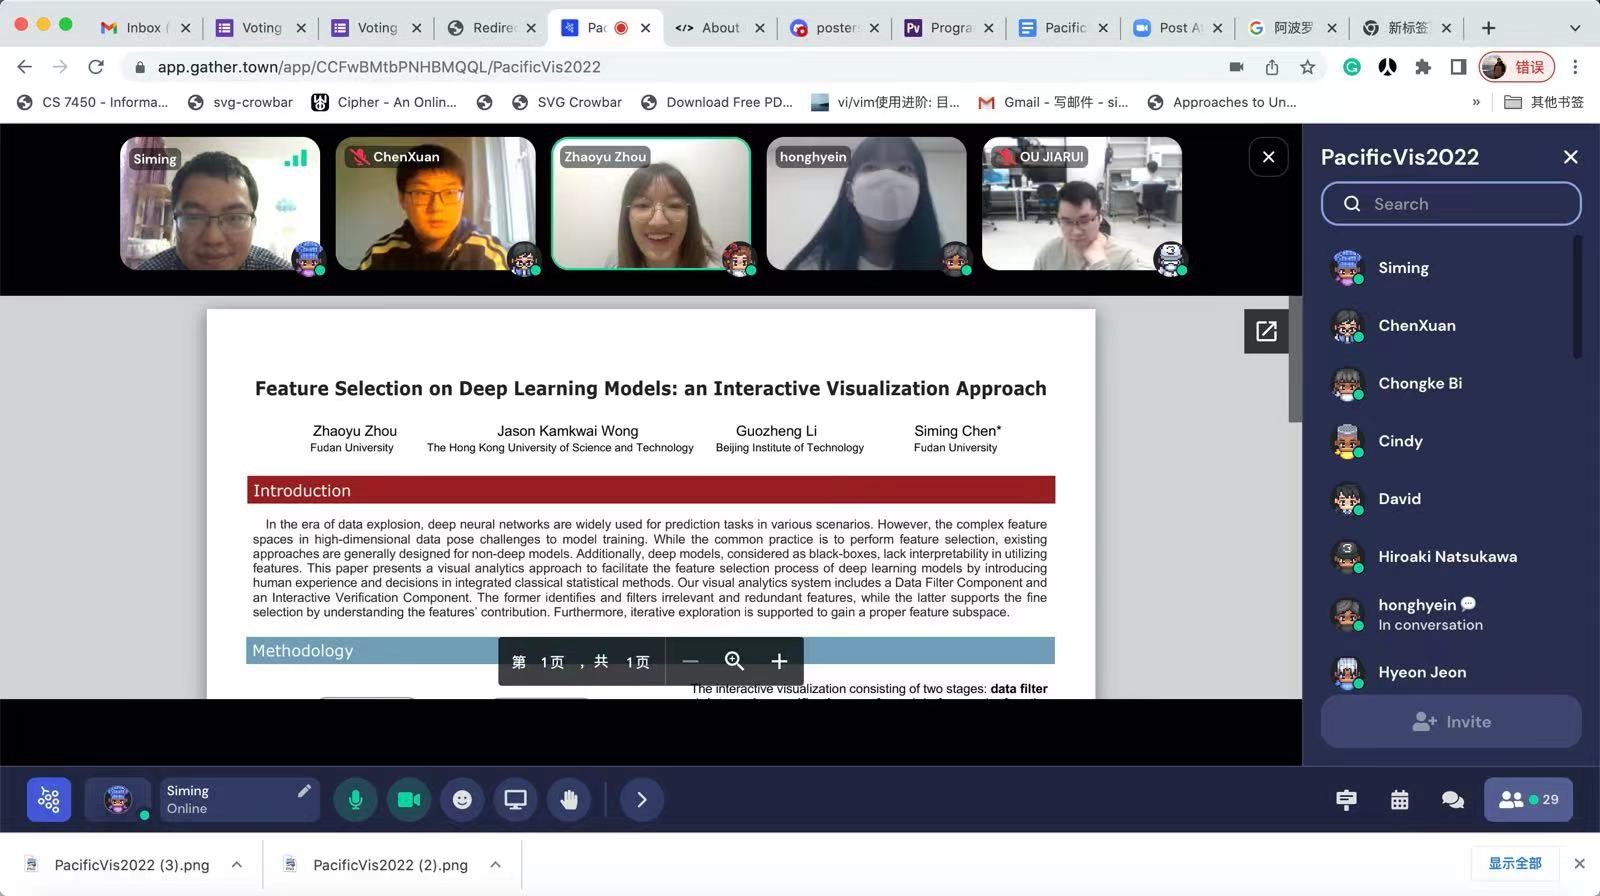 Inbox (
Voting
Voting
Redirec
Pac
About
poster
Progra
Pacific
Post At
阿波罗
新标签
app.gather.town/app/CCFwBMtbPNHBMQQL/PacificVis2022
错误
CS 7450 - Informa...
svg-crowbar
Cipher - An Onlin...
SVG Crowbar
Download Free PD...
vi/vim使用进阶: 目...
Gmail - 写邮件 - si...
Approaches to Un...
»
其他书签
Siming
ChenXuan
Zhaoyu Zhou
honghyein
OU JIARUI
PacificVis2022
Search
Siming
ChenXuan
Chongke Bi
Cindy
David
Hiroaki Natsukawa
honghyein
In conversation
Hyeon Jeon
Invite
Feature Selection on Deep Learning Models: an Interactive Visualization Approach
Zhaoyu Zhou
Fudan University
Jason Kamkwai Wong
The Hong Kong University of Science and Technology
Guozheng Li
Beijing Institute of Technology
Siming Chen*
Fudan University
Introduction
In the era of data explosion, deep neural networks are widely used for prediction tasks in various scenarios. However, the complex feature
spaces in high-dimensional data pose challenges to model training. While the common practice is to perform feature selection, existing
approaches are generally designed for non-deep models. Additionally, deep models, considered as black-boxes, lack interpretability in utilizing
features. This paper presents a visual analytics approach to facilitate the feature selection process of deep learning models by introducing
human experience and decisions in integrated classical statistical methods. Our visual analytics system includes a Data Filter Component and
an Interactive Verification Component. The former identifies and filters irrelevant and redundant features, while the latter supports the fine
selection by understanding the features' contribution. Furthermore, iterative exploration is supported to gain a proper feature subspace.
Methodology
第 1页 , 共 1页
The interactive visualization consisting of two stages: data filter
Siming
Online
29
PacificVis2022 (3).png
PacificVis2022 (2).png
显示全部